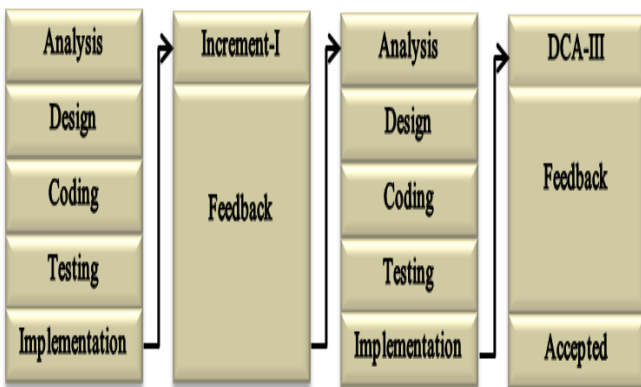 Analysis
Design
Coding
Testing
Implementation
Increment-I
Feedback
Analysis
Design
Coding
Testing
Implementation
DCA-III
Feedback
Accepted